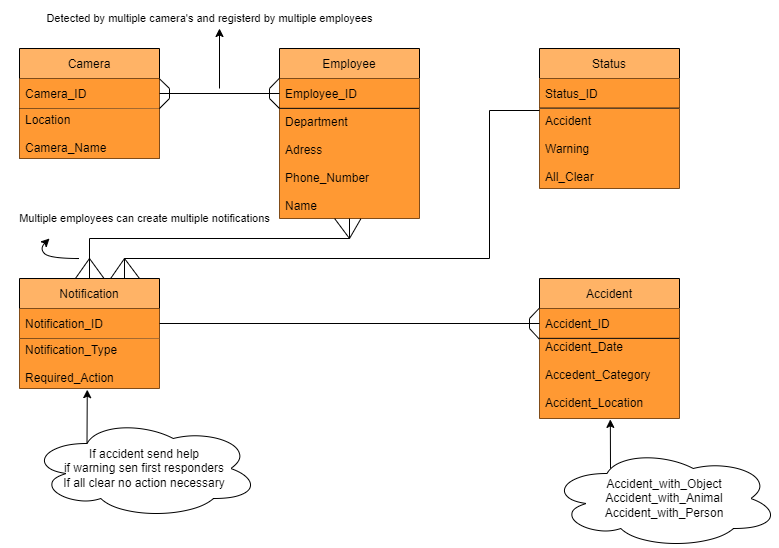 Detected by multiple camera's and registerd by multiple employees
Camera
Camera_ID
Location
Camera_Name
Employee
Employee_ID
Department
Adress
Phone_Number
Name
Status
Status_ID
Accident
Warning
All_Clear
Multiple employees can create multiple notifications
Notification
Notification_ID
Notification_Type
Required_Action
Accident
Accident_ID
Accident_Date
Accedent_Category
Accident_Location
If accident send help
if warning sen first responders
If all clear no action necessary
Accident_with_Object
Accident_with_Animal
Accident_with_Person